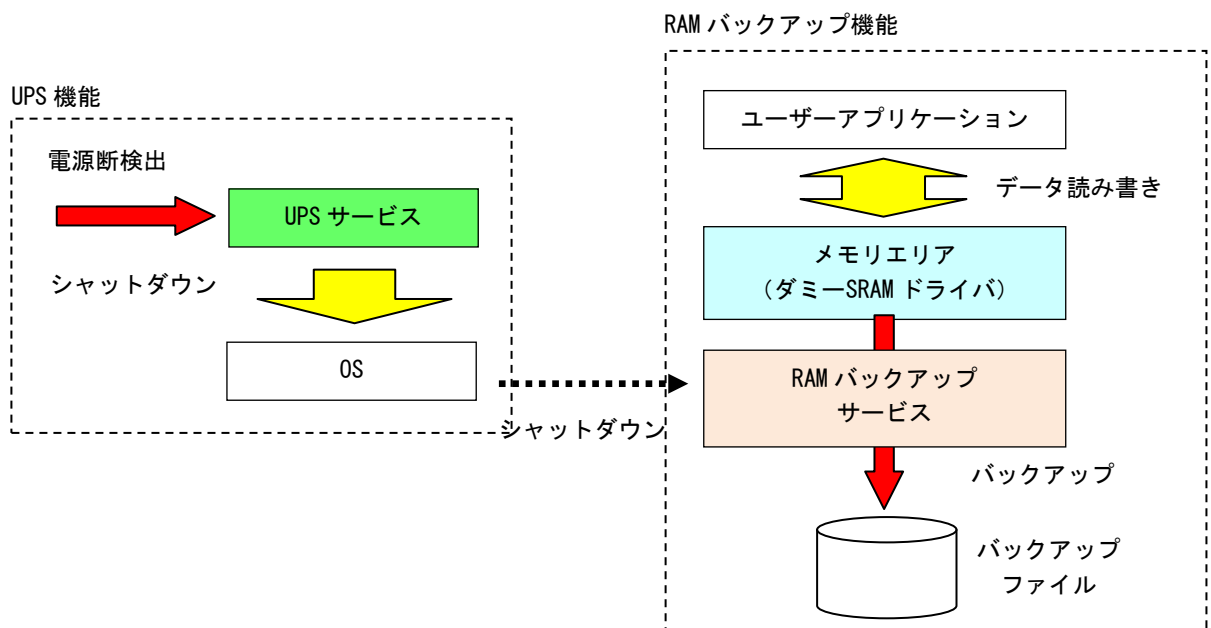 RAM バックアップ機能
UPS 機能
電源断検出
UPS サービス
シャットダウン
OS
シャットダウン
ユーザーアプリケーション
データ読み書き
メモリエリア
（ダミーSRAM ドライバ）
RAM バックアップ
サービス
バックアップ
バックアップ
ファイル